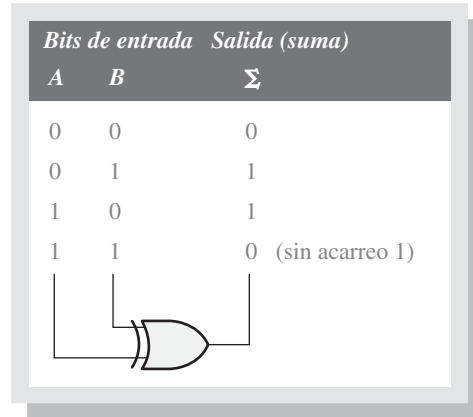 Bits de entrada Salida (suma)
A B Σ
0 0 0
0 1 1
1 0 1
1 1 0 (sin acarreo 1)